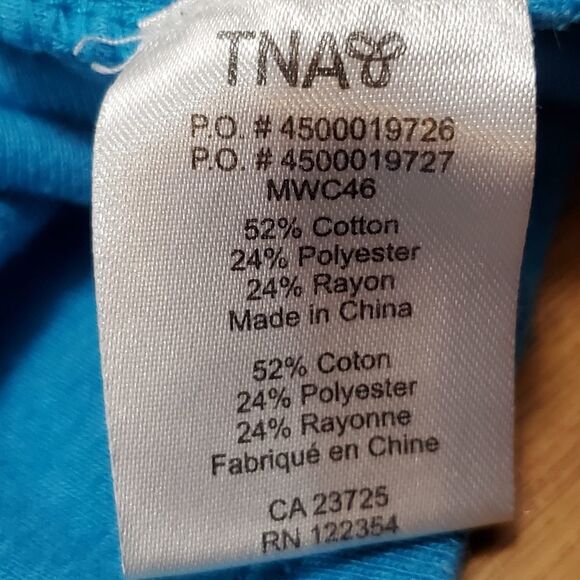 TNA
P.O. # 4500019726
P.O. # 4500019727
MWC46
52% Cotton
24% Polyester
24% Rayon
Made in China
52% Coton
24% Polyester
24% Rayonne
Fabriqué en Chine
CA 23725
RN 122354